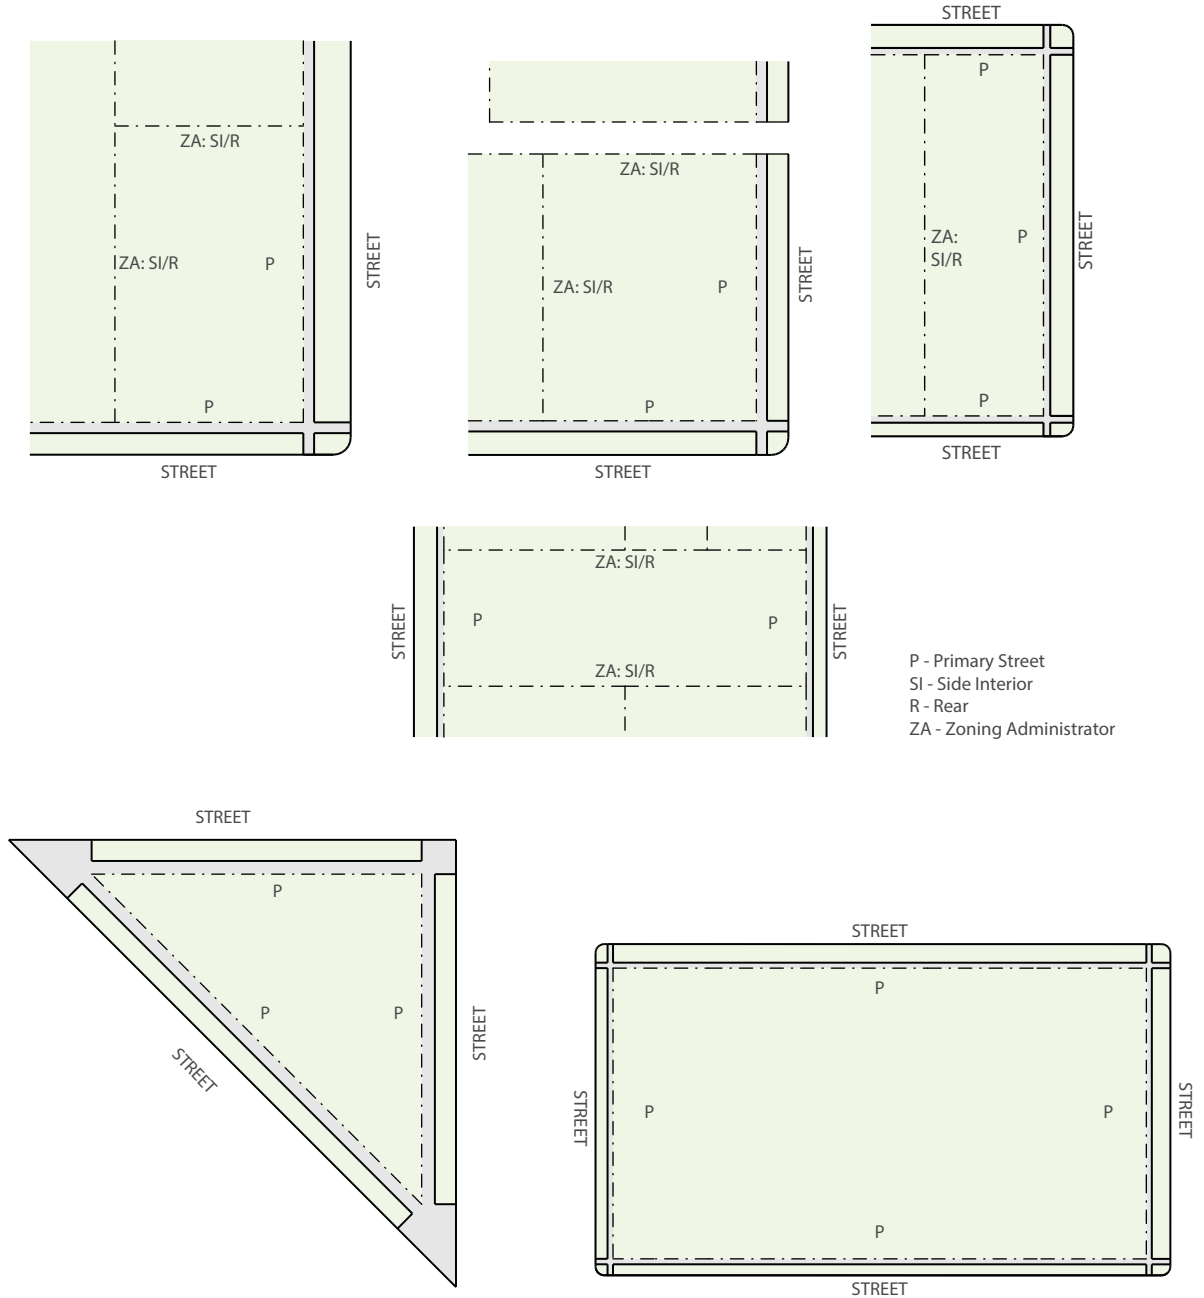 STREET
P
ZA: SI/R
ZA: SI/R
P
STREET
P
STREET
ZA: SI/R
ZA: SI/R
P
STREET
P
STREET
ZA:
SI/R
P
STREET
P
STREET
ZA: SI/R
STREET
P
P
STREET
ZA: SI/R
P - Primary Street
SI - Side Interior
R - Rear
ZA - Zoning Administrator
STREET
P
P
P
STREET
STREET
STREET
P
STREET
P
P
STREET
P
STREET